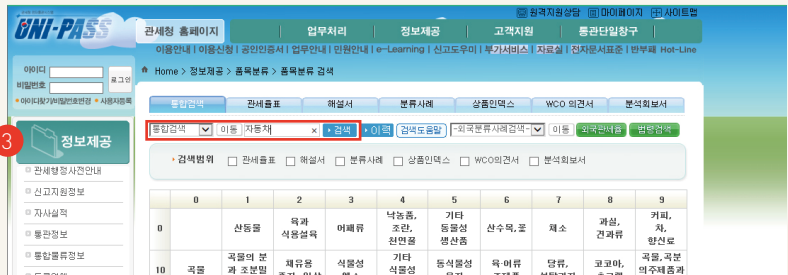 원격지원상담 마이페이지 사이트맵
UNI-PASS
관세청 홈페이지 업무처리 정보제공 고객지원 통관단일창구
이용안내 | 이용신청 | 공인인증서 | 업무안내 | 민원안내 | e-Learning | 신고도우미 | 부가서비스 | 자료실 | 전자문서표준 | 반부패 Hot-Line
아이디
비밀번호
로그인
아이디찾기/비밀번호변경 사용자등록
Home > 정보제공 > 품목분류 > 품목분류 검색
통합검색 관세율표 해설서 분류사례 상품인덱스 WCO 의견서 분석회보서
통합검색 이동 자동차 × 검색 이력 검색도움말 -외국분류사례검색- 이동 외국관세율 법령검색
3
정보제공
검색범위 관세율표 해설서 분류사례 상품인덱스 WCO의견서 분석회보서
관세행정사전안내
신고지원정보
자사실적
통관정보
통합물류정보
0 1 2 3 4 5 6 7 8 9
0 산동물 육과 식용설육 어패류 낙농품, 조란, 천연꿀 기타 동물성 생산품 산수목,꽃 채소 과실, 견과류 커피, 차, 향신료
10 곡물 곡물의 분과 조분말 채유용 식물성 기타 식물성 동식물성 육·어류 당류, 코코아, 곡물,곡분의주제품과